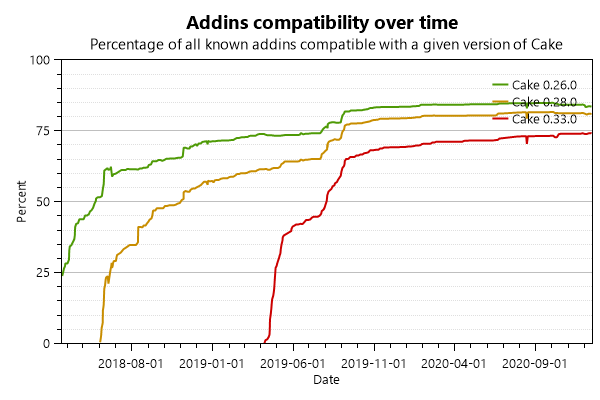 Addins compatibility over time
Percentage of all known addins compatible with a given version of Cake
100
75
50
25
0
Percent
Cake 0.26.0
Cake 0.28.0
Cake 0.33.0
2018-08-01 2019-01-01 2019-06-01 2019-11-01 2020-04-01 2020-09-01
Date